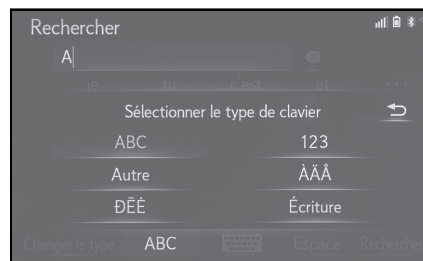 Rechercher
A
je tu c'est et ...
Sélectionner le type de clavier
ABC 123
Autre ÀÄÅ
ĐĒĖ Écriture
Changer le type ABC Espace Rechercher